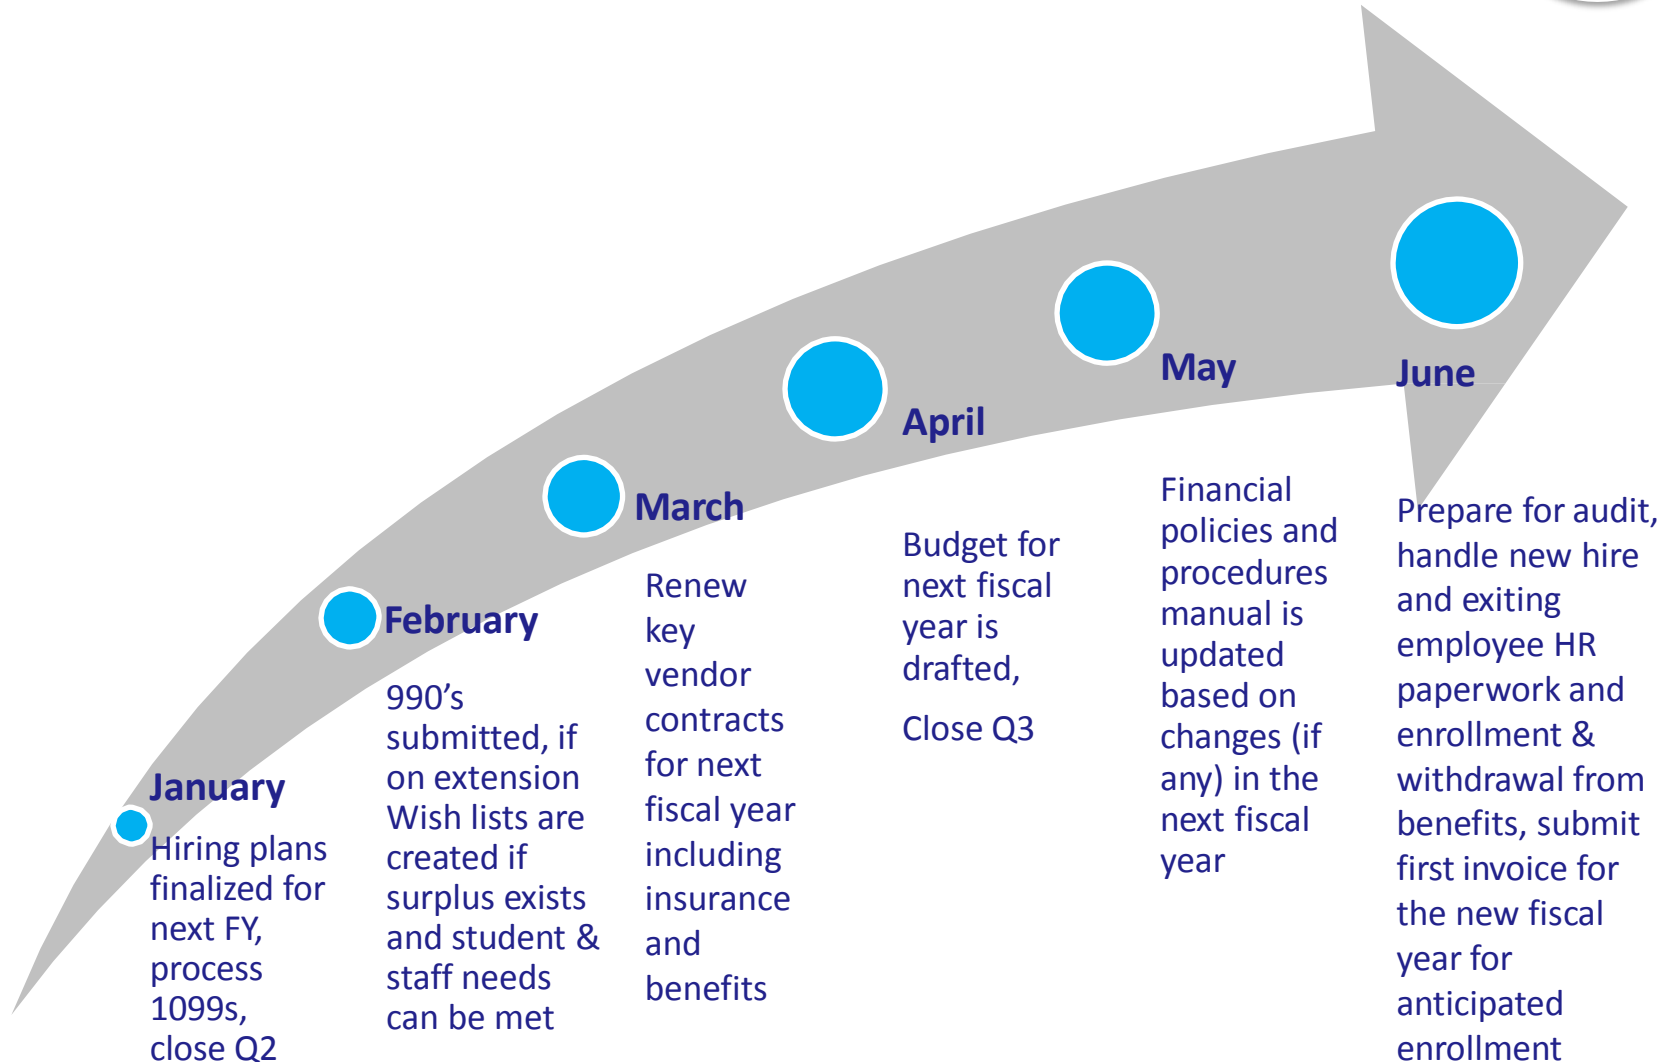 January
Hiring plans
finalized for
next FY,
process
1099s,
close Q2
February
990’s
submitted, if
on extension
Wish lists are
created if
surplus exists
and student &
staff needs
can be met
March
Renew
key
vendor
contracts
for next
fiscal year
including
insurance
and
benefits
April
Budget for
next fiscal
year is
drafted,
Close Q3
May
Financial
policies and
procedures
manual is
updated
based on
changes (if
any) in the
next fiscal
year
June
Prepare for audit,
handle new hire
and exiting
employee HR
paperwork and
enrollment &
withdrawal from
benefits, submit
first invoice for
the new fiscal
year for
anticipated
enrollment